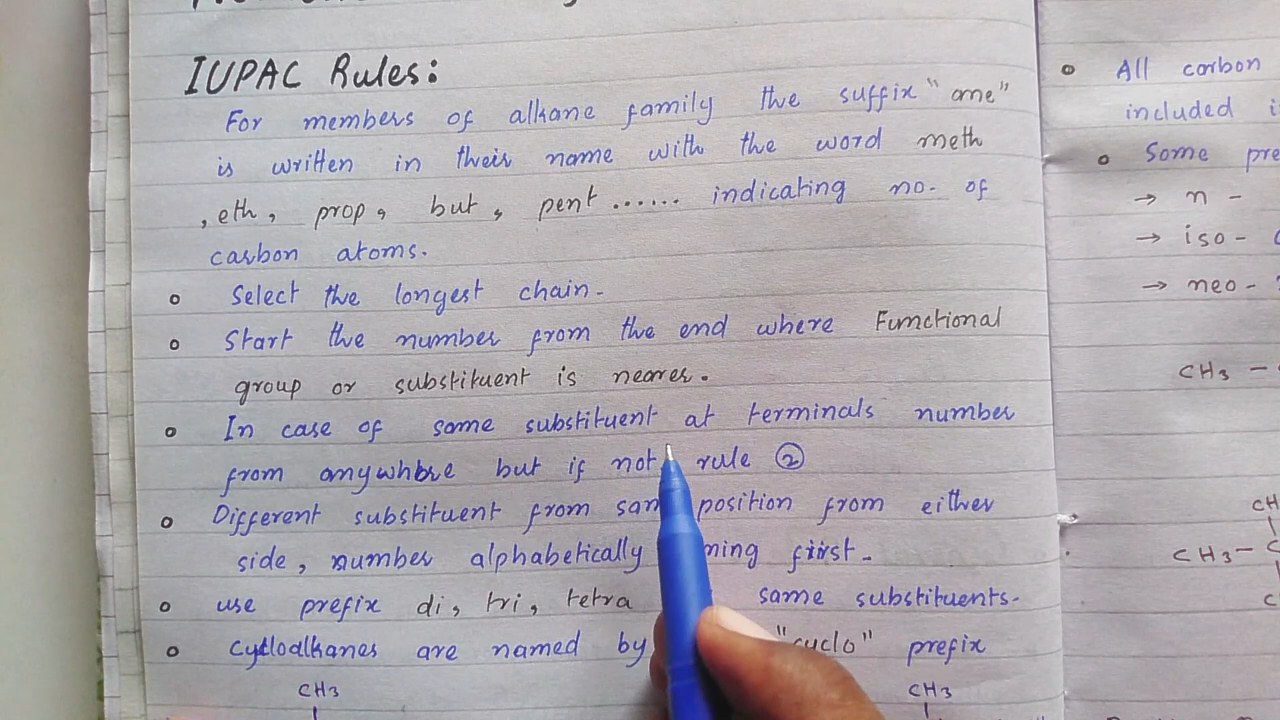 IUPAC Rules:
For members of alkane family the suffix "ane"
is written in their name with the word meth
, eth, prop, but, pent ...... indicating no. of
carbon atoms.
o Select the longest chain.
o Start the number from the end where Functional
group or substituent is nearer.
o In case of same substituent at terminals number
from anywhere but if not rule ②
o Different substituent from position from either
side, number alphabetically first.
o use prefix di, tri, tetra same substituents.
o Cycloalkanes are named by "cyclo" prefix
CH3
CH3
o All carbon
included
o Some
→ n -
→ iso -
→ neo -
CH3 -
CH3 -